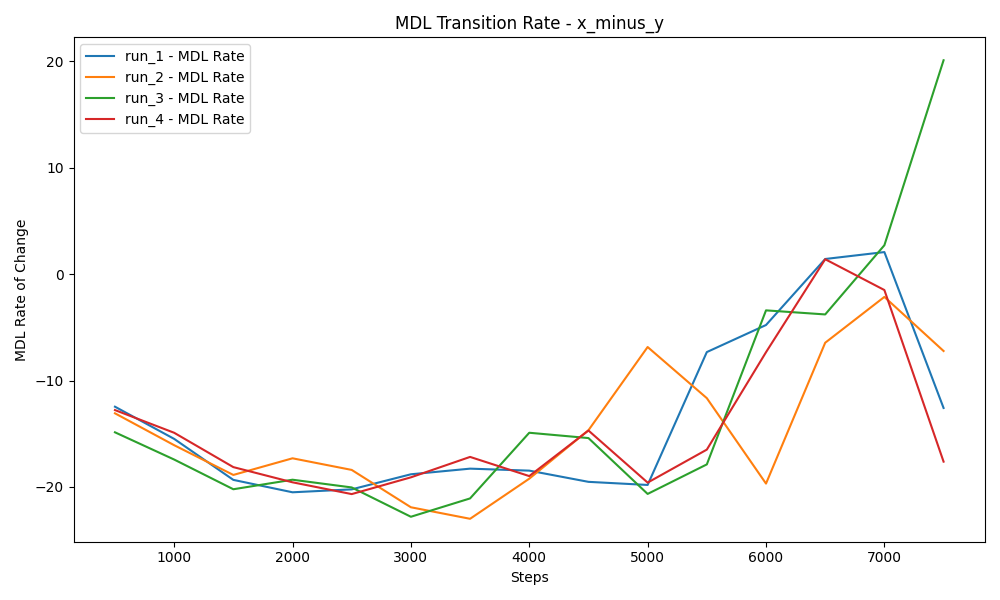 MDL Transition Rate - x_minus_y
run_1 - MDL Rate
run_2 - MDL Rate
run_3 - MDL Rate
run_4 - MDL Rate
MDL Rate of Change
20
10
0
−10
−20
1000 2000 3000 4000 5000 6000 7000
Steps